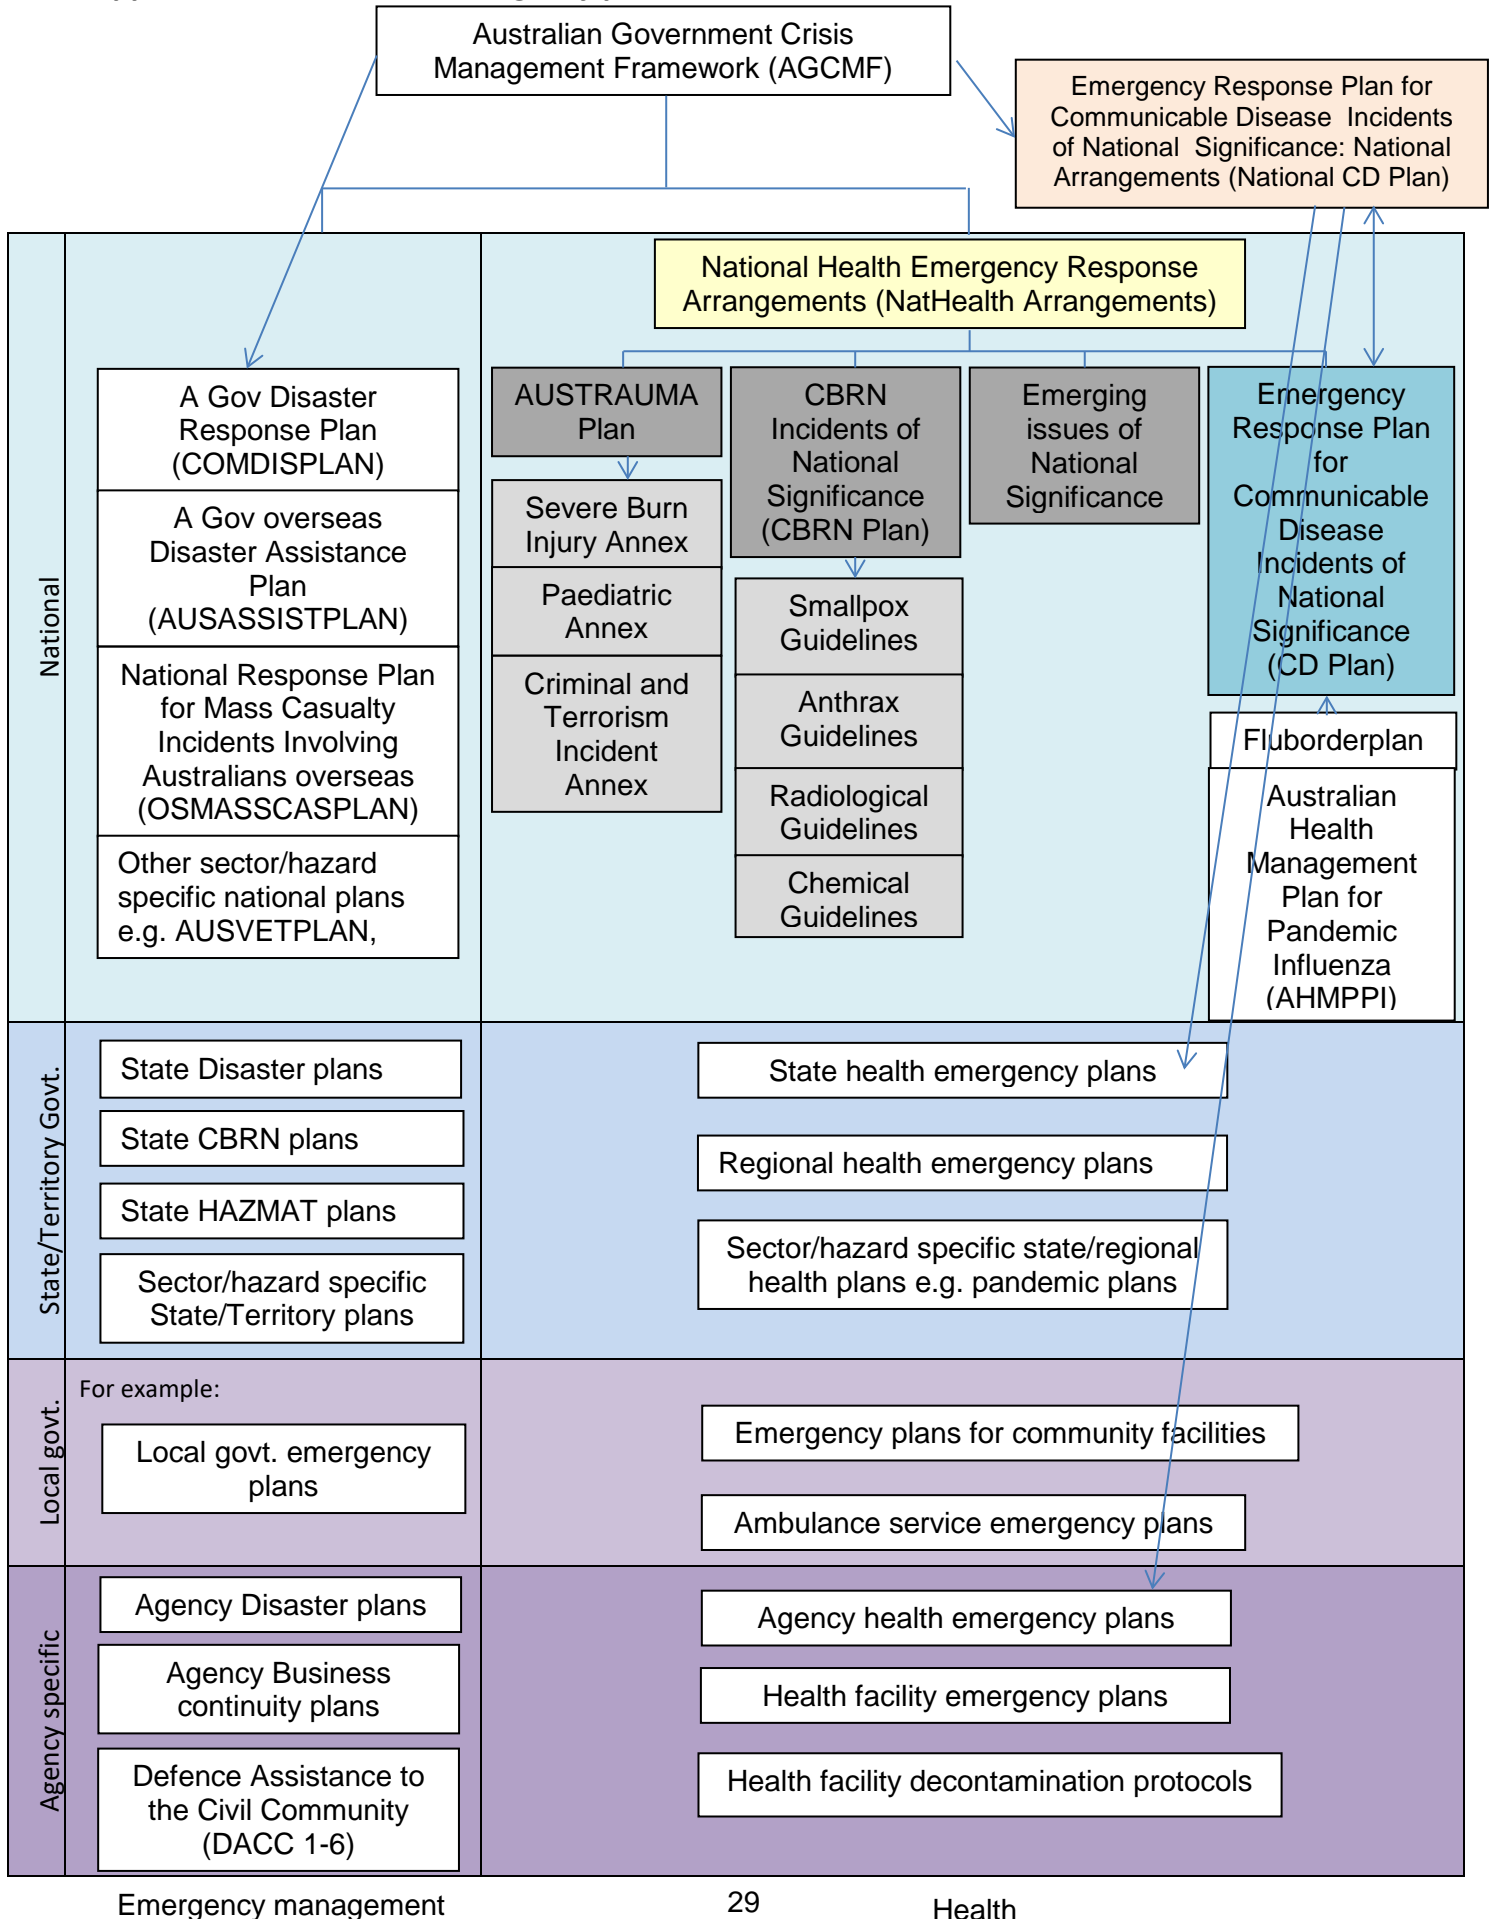 Australian Government Crisis
Management Framework (AGCMF)
Emergency Response Plan for
Communicable Disease Incidents
of National Significance: National
Arrangements (National CD Plan)
National
National Health Emergency Response
Arrangements (NatHealth Arrangements)
A Gov Disaster
Response Plan
(COMDISPLAN)
A Gov overseas
Disaster Assistance
Plan
(AUSASSISTPLAN)
National Response Plan
for Mass Casualty
Incidents Involving
Australians overseas
(OSMASSCASPLAN)
Other sector/hazard
specific national plans
e.g. AUSVETPLAN,
AUSTRAUMA
Plan
Severe Burn
Injury Annex
Paediatric
Annex
Criminal and
Terrorism
Incident
Annex
CBRN
Incidents of
National
Significance
(CBRN Plan)
Smallpox
Guidelines
Anthrax
Guidelines
Radiological
Guidelines
Chemical
Guidelines
Emerging
issues of
National
Significance
Emergency
Response Plan
for
Communicable
Disease
Incidents of
National
Significance
(CD Plan)
Fluborderplan
Australian
Health
Management
Plan for
Pandemic
Influenza
(AHMPPI)
State/Territory Govt.
State Disaster plans
State CBRN plans
State HAZMAT plans
Sector/hazard specific
State/Territory plans
State health emergency plans
Regional health emergency plans
Sector/hazard specific state/regional
health plans e.g. pandemic plans
Local govt.
For example:
Local govt. emergency
plans
Emergency plans for community facilities
Ambulance service emergency plans
Agency specific
Agency Disaster plans
Agency Business
continuity plans
Defence Assistance to
the Civil Community
(DACC 1-6)
Agency health emergency plans
Health facility emergency plans
Health facility decontamination protocols
Emergency management
29
Health